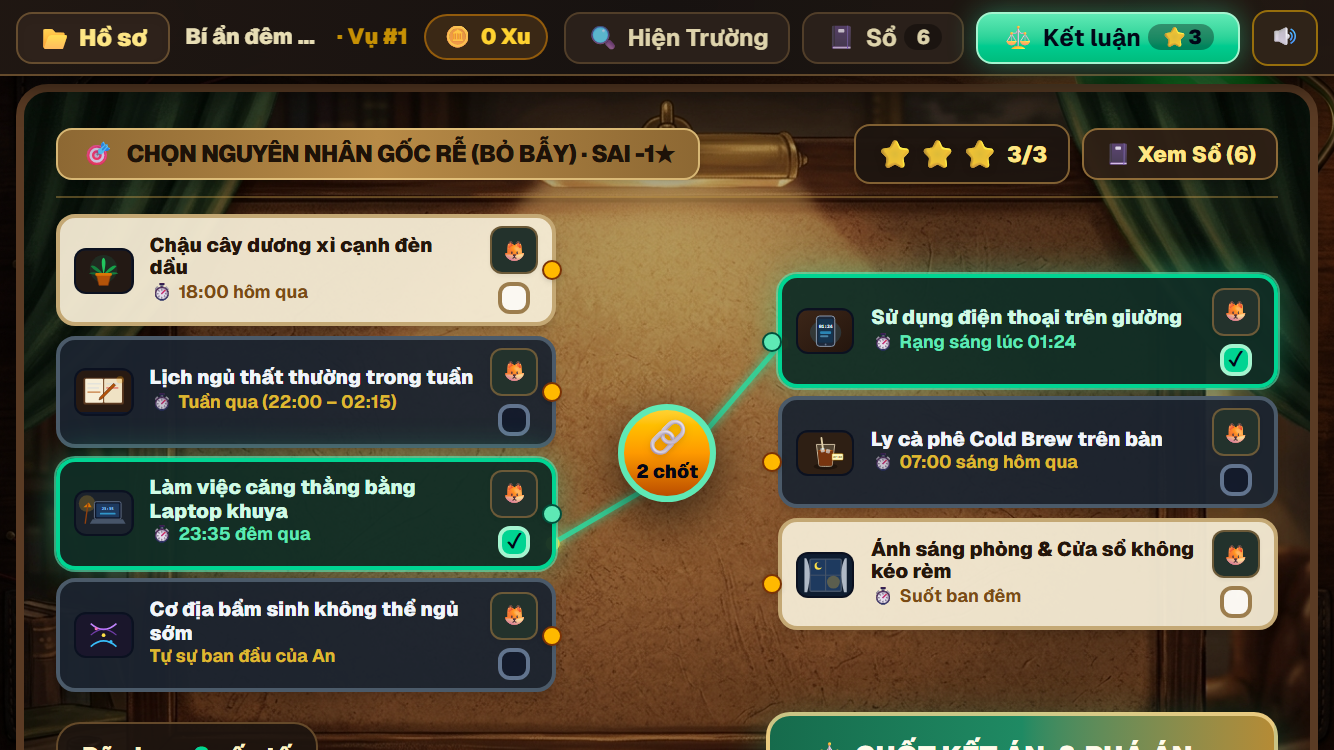 Hồ sơ
Bí ẩn đêm ...
· Vụ #1
0 Xu
Hiện Trường
Sổ 6
Kết luận 3
CHỌN NGUYÊN NHÂN GỐC RỄ (BỎ BẪY) · SAI -1★
3/3
Xem Sổ (6)
Chậu cây dương xỉ cạnh đèn
dầu
18:00 hôm qua
Lịch ngủ thất thường trong tuần
Tuần qua (22:00 – 02:15)
Làm việc căng thẳng bằng
Laptop khuya
23:35 đêm qua
Cơ địa bẩm sinh không thể ngủ
sớm
Tự sự ban đầu của An
2 chốt
Sử dụng điện thoại trên giường
Rạng sáng lúc 01:24
Ly cà phê Cold Brew trên bàn
07:00 sáng hôm qua
Ánh sáng phòng & Cửa sổ không
kéo rèm
Suốt ban đêm